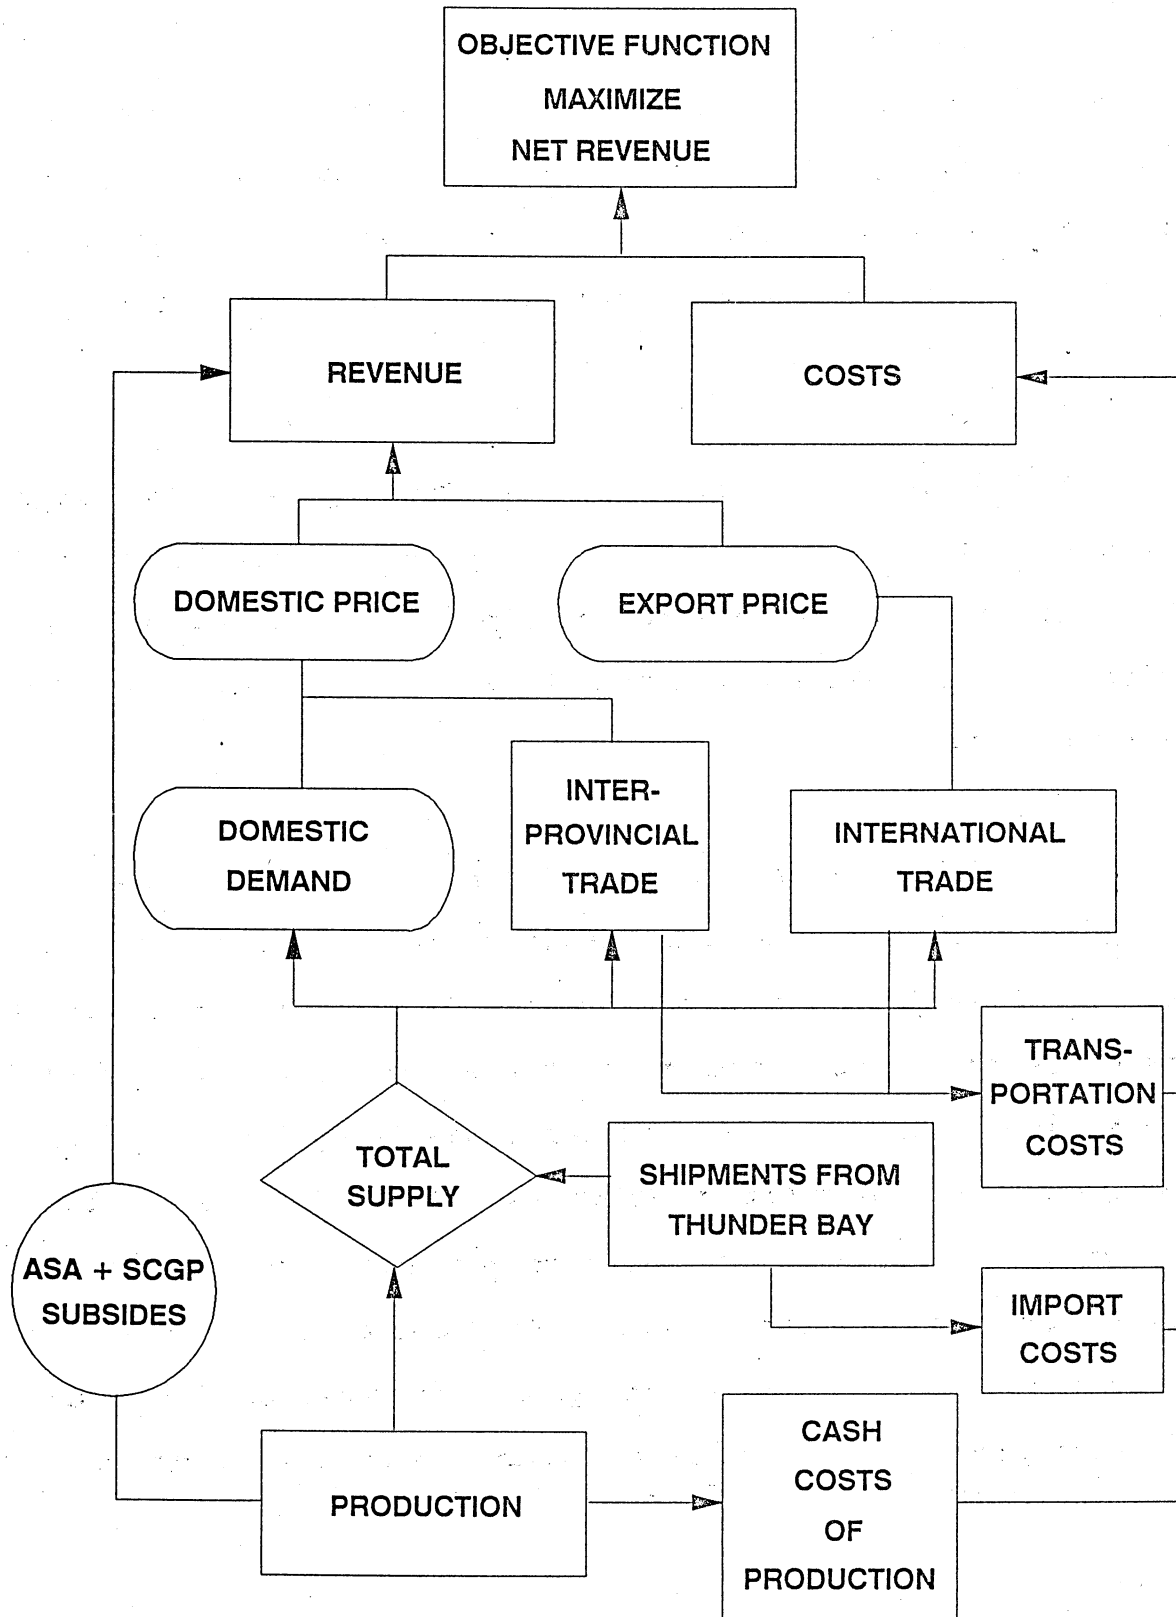 OBJECTIVE FUNCTION
MAXIMIZE
NET REVENUE
REVENUE
COSTS
DOMESTIC PRICE
EXPORT PRICE
DOMESTIC
DEMAND
INTER-
PROVINCIAL
TRADE
INTERNATIONAL
TRADE
TRANS-
PORTATION
COSTS
TOTAL
SUPPLY
SHIPMENTS FROM
THUNDER BAY
ASA + SCGP
SUBSIDES
IMPORT
COSTS
PRODUCTION
CASH
COSTS
OF
PRODUCTION